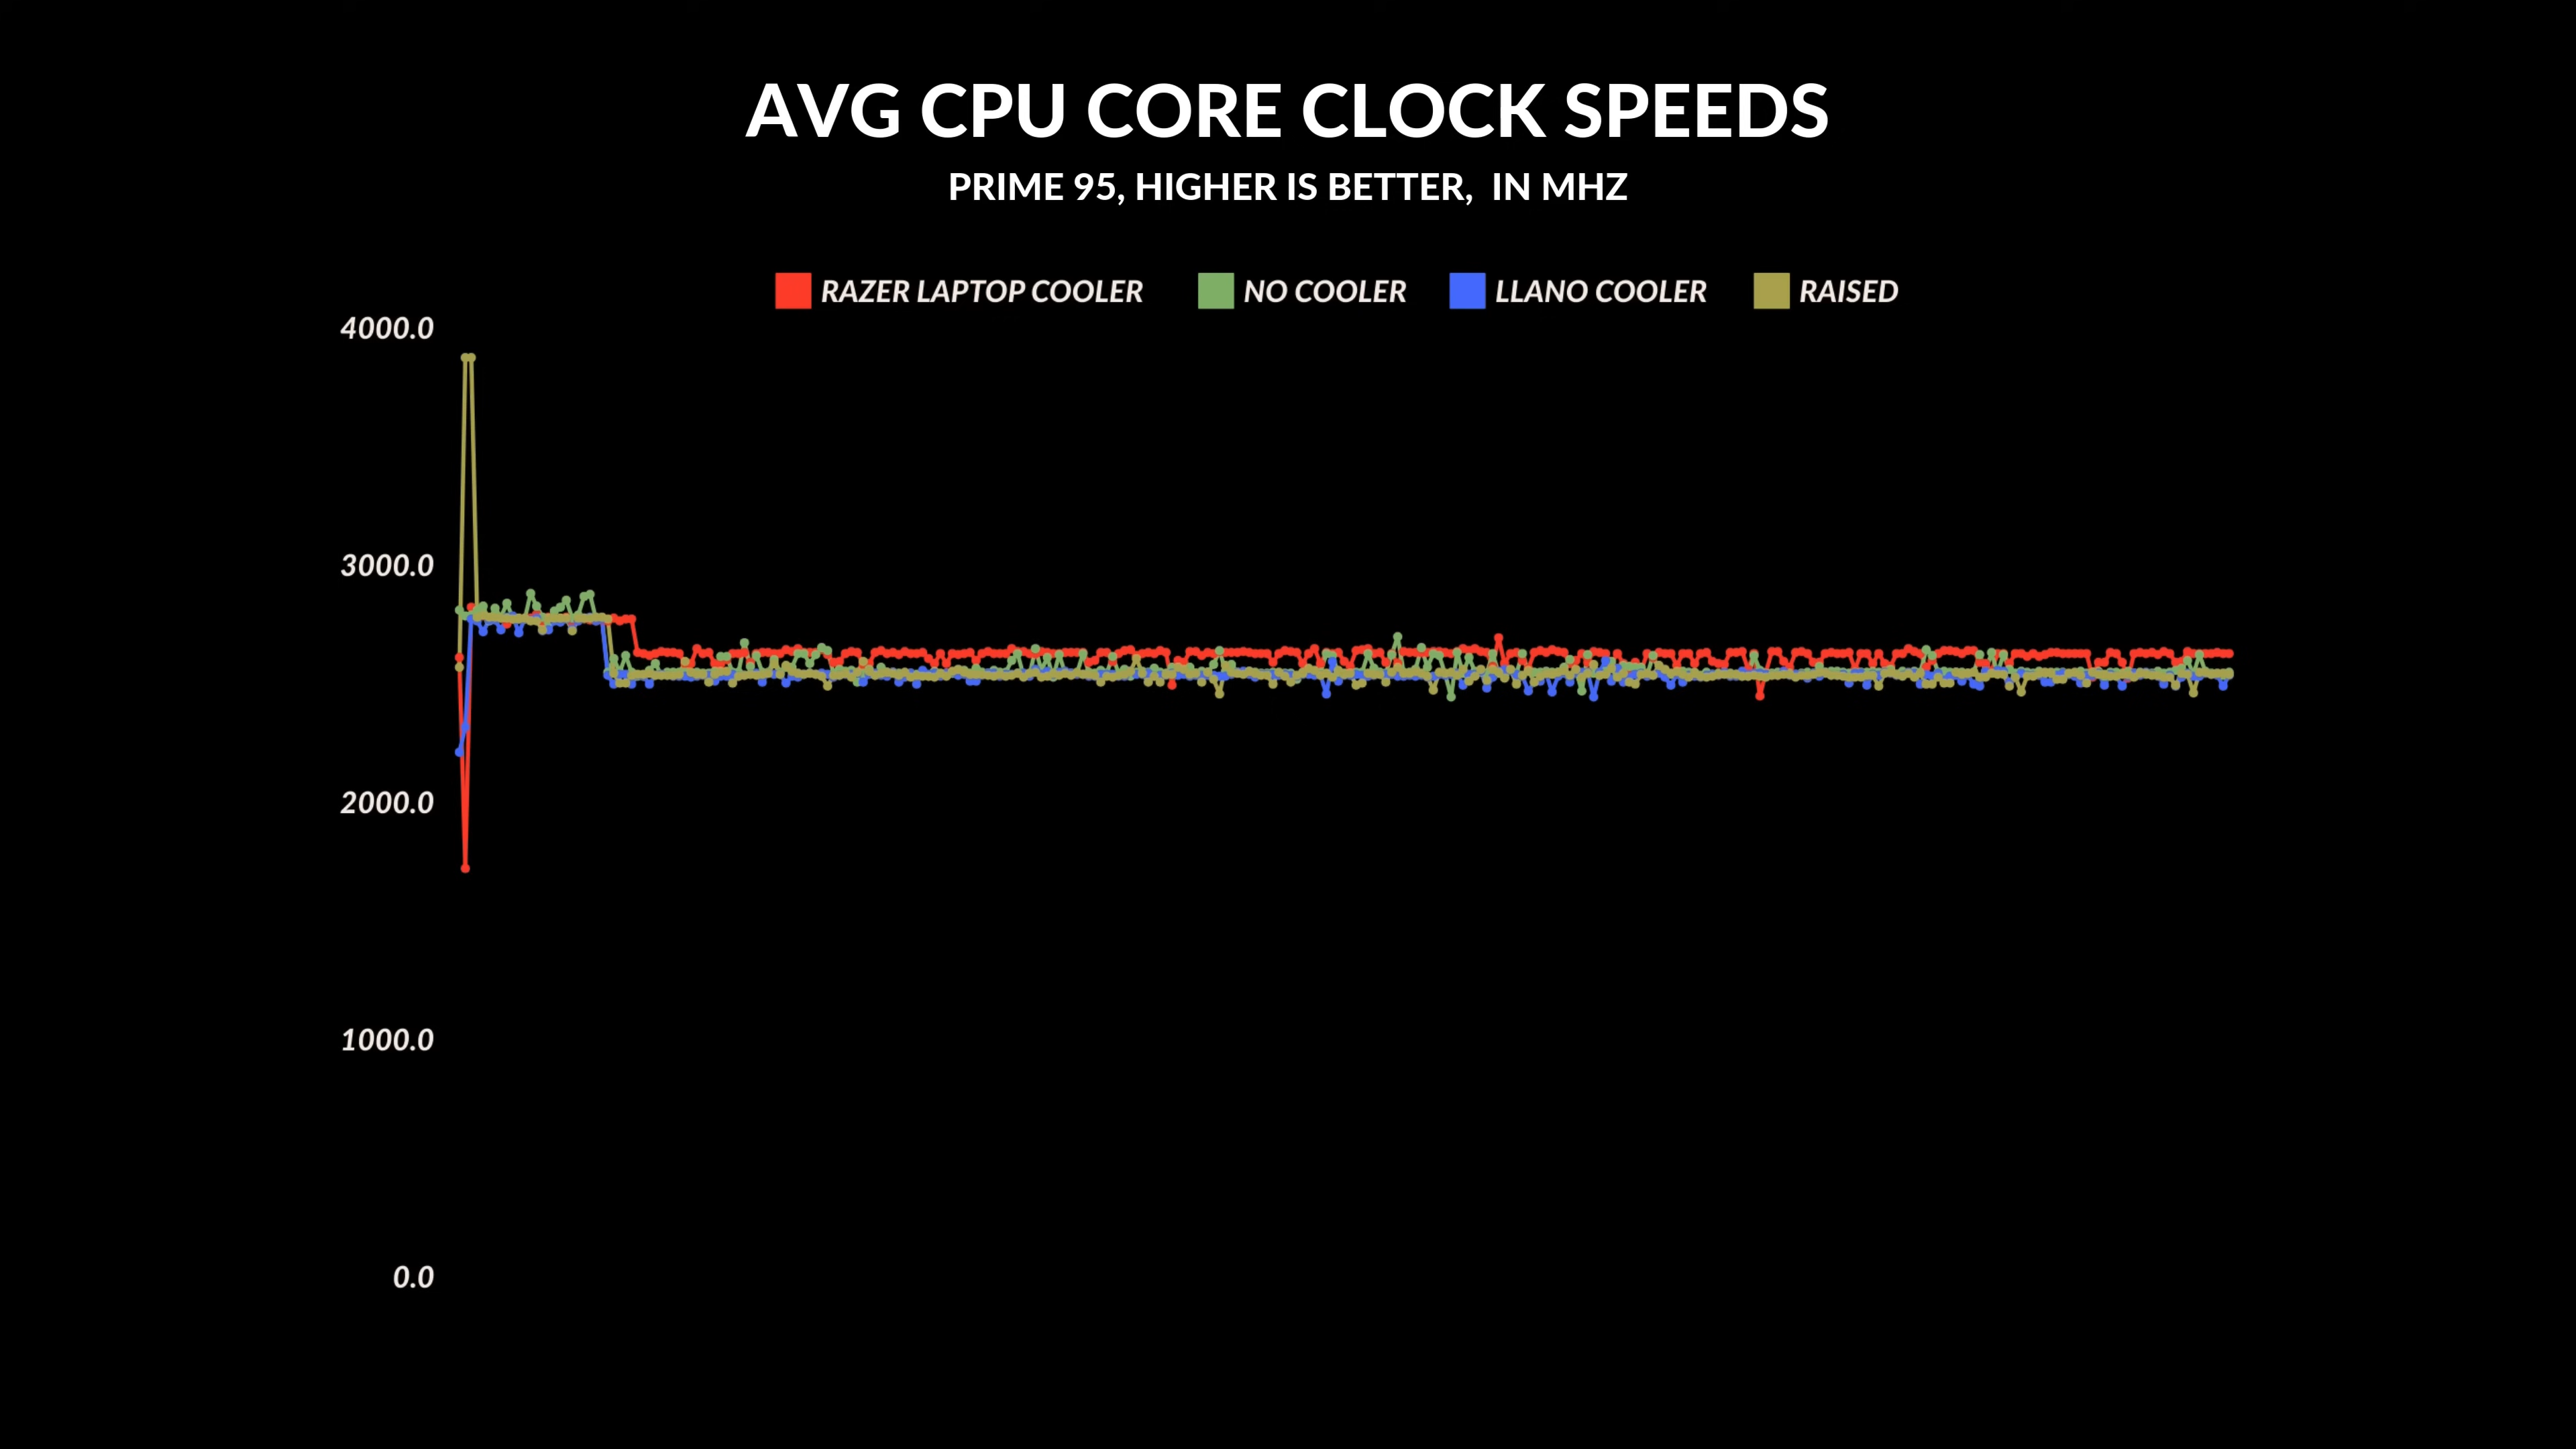 AVG CPU CORE CLOCK SPEEDS
PRIME 95, HIGHER IS BETTER, IN MHZ
RAZER LAPTOP COOLER NO COOLER LLANO COOLER RAISED
4000.0
3000.0
2000.0
1000.0
0.0